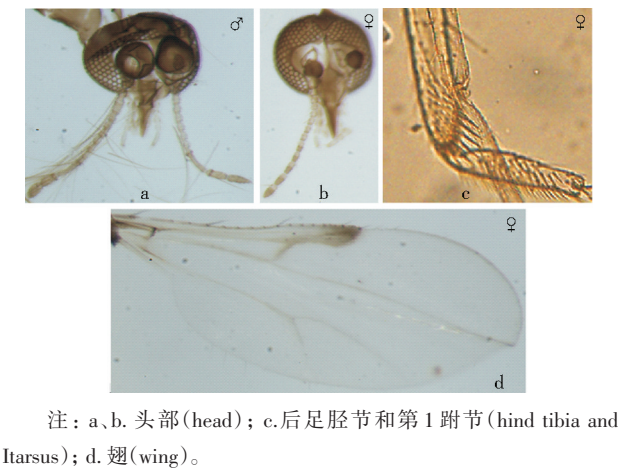 ♂
a
♀
b
♀
c
♀
d
注：a、b. 头部(head)；c.后足胫节和第1跗节(hind tibia and
Itarsus)；d. 翅(wing)。